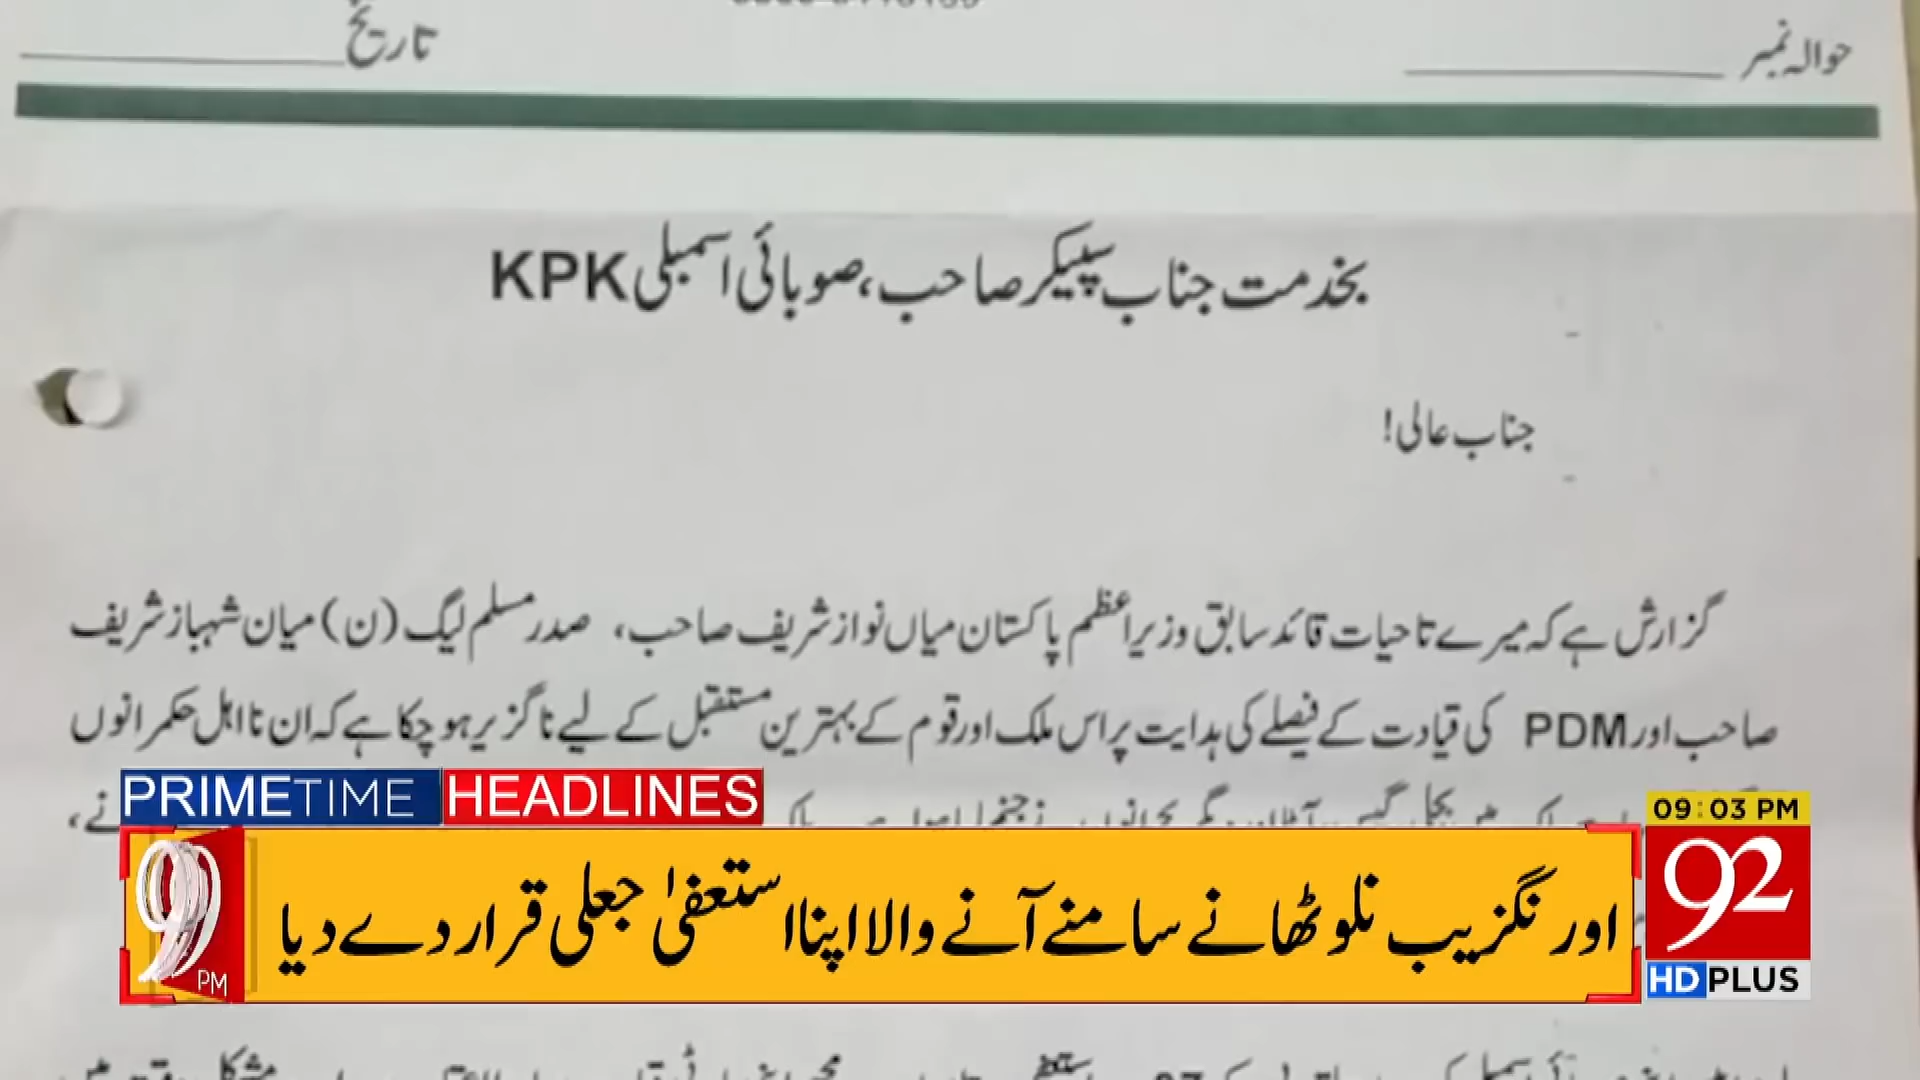 حوالہ نمبر
تاریخ
بخدمت جناب سپیکر صاحب، صوبائی اسمبلی KPK
جناب عالی!
گزارش ہے کہ میرے تاحیات قائد سابق وزیراعظم پاکستان میاں نواز شریف صاحب، صدر مسلم لیگ (ن) میان شہباز شریف
صاحب اور PDM کی قیادت کے فیصلے کی ہدایت پر اس ملک اور قوم کے بہترین مستقبل کے لیے ناگزیر ہو چکا ہے کہ ان نااہل حکمرانوں
PRIMETIME HEADLINES
09:03 PM
اورنگزیب نلوٹھا نے سامنے آنے والا اپنا استعفیٰ جعلی قرار دے دیا
9 PM
92
HD PLUS